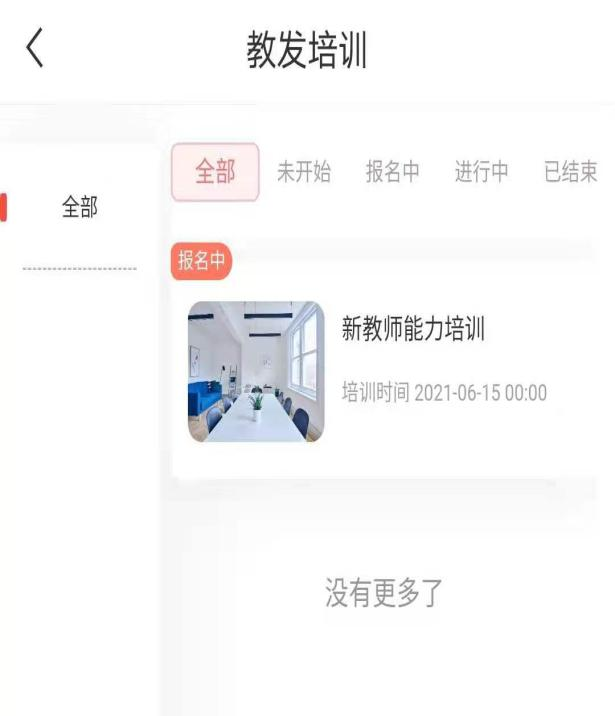 教发培训
全部
全部 未开始 报名中 进行中 已结束
报名中
新教师能力培训
培训时间 2021-06-15 00:00
没有更多了